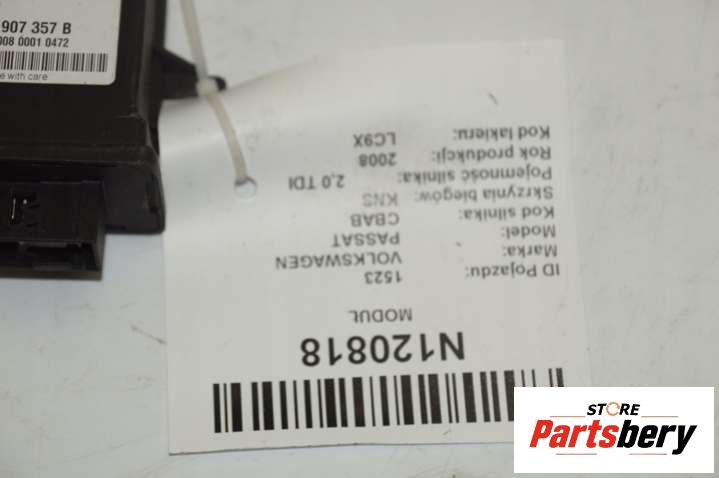 907 357 B
008 0001 0472
with care
N120818
MODUŁ
ID Pojazdu: 1523
Marka: VOLKSWAGEN
Model: PASSAT
Kod silnika: CBAB
Skrzynia biegów: KNS
Pojemność silnika: 2,0 TDI
Rok produkcji: 2008
Kod lakieru: LC9X
STORE
Partsbery